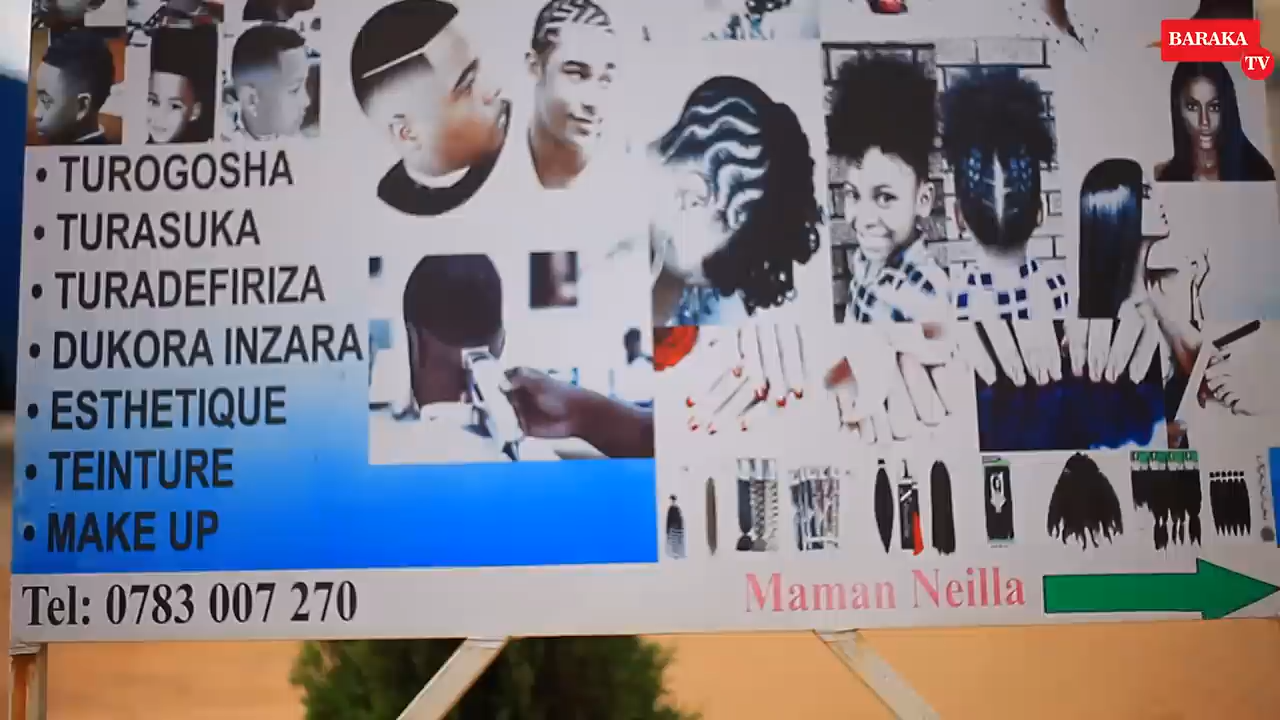 BARAKA
TV
• TUROGOSHA
• TURASUKA
• TURADEFIRIZA
• DUKORA INZARA
• ESTHETIQUE
• TEINTURE
• MAKE UP
Tel: 0783 007 270
Maman Neilla